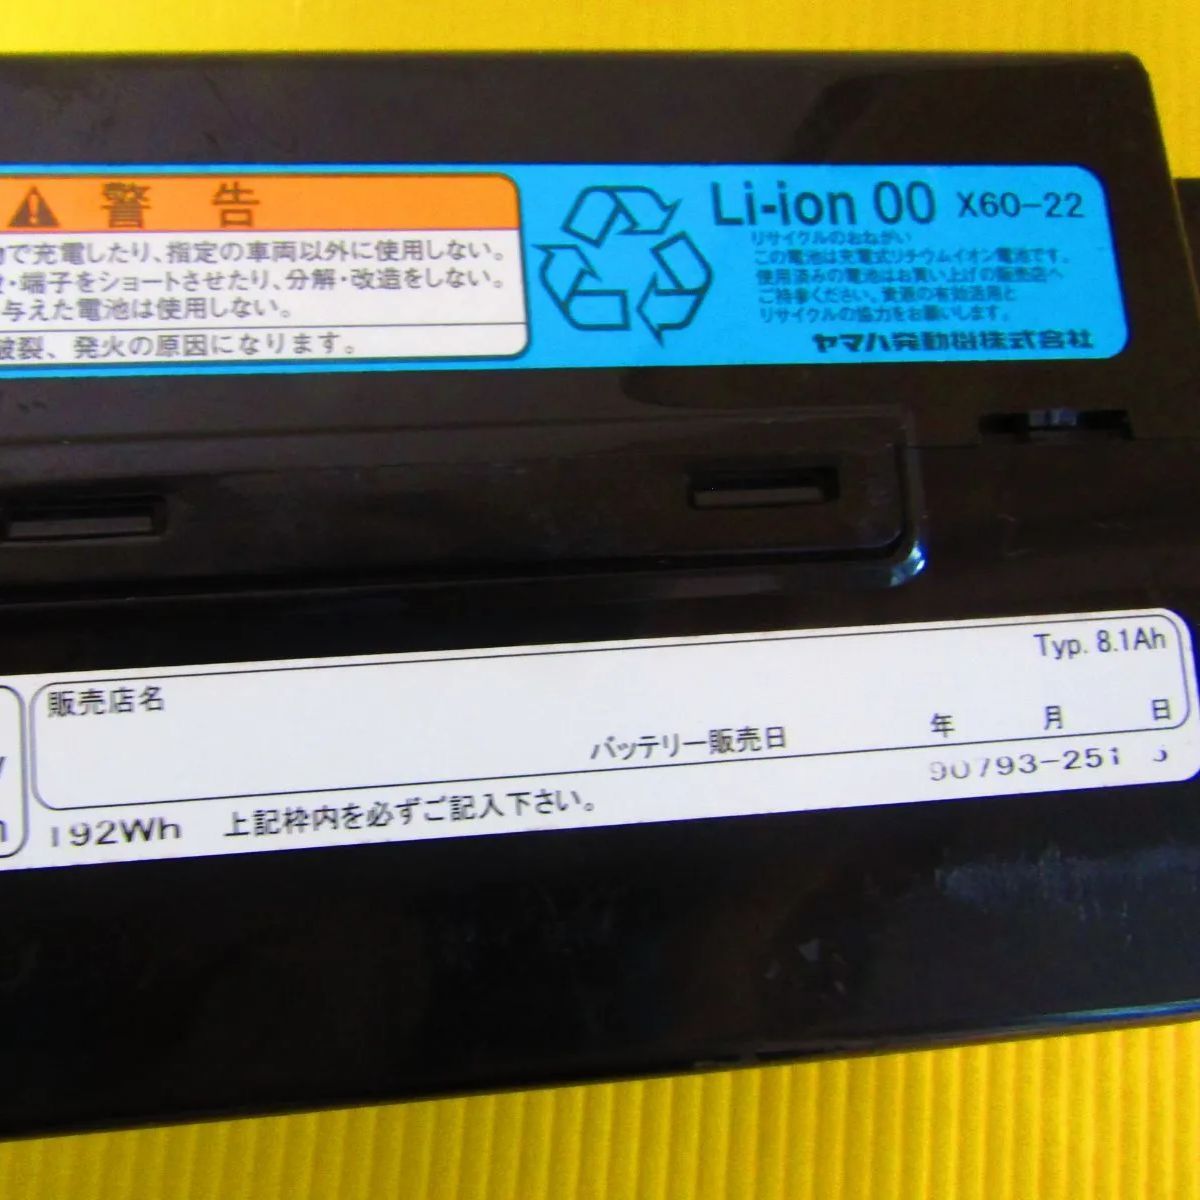 警 告
で充電したり、指定の車両以外に使用しない。
・端子をショートさせたり、分解・改造をしない。
与えた電池は使用しない。
破裂、発火の原因になります。
Li-ion 00 X60-22
リサイクルのおねがい
この電池は充電式リチウムイオン電池です。
使用済みの電池はお買い上げの販売店へ
ご持参ください。資源の有効活用と
リサイクルの協力をお願いします。
ヤマハ発動機株式会社
Typ. 8.1Ah
販売店名
バッテリー販売日 年 月 日
192Wh 上記枠内を必ずご記入下さい。